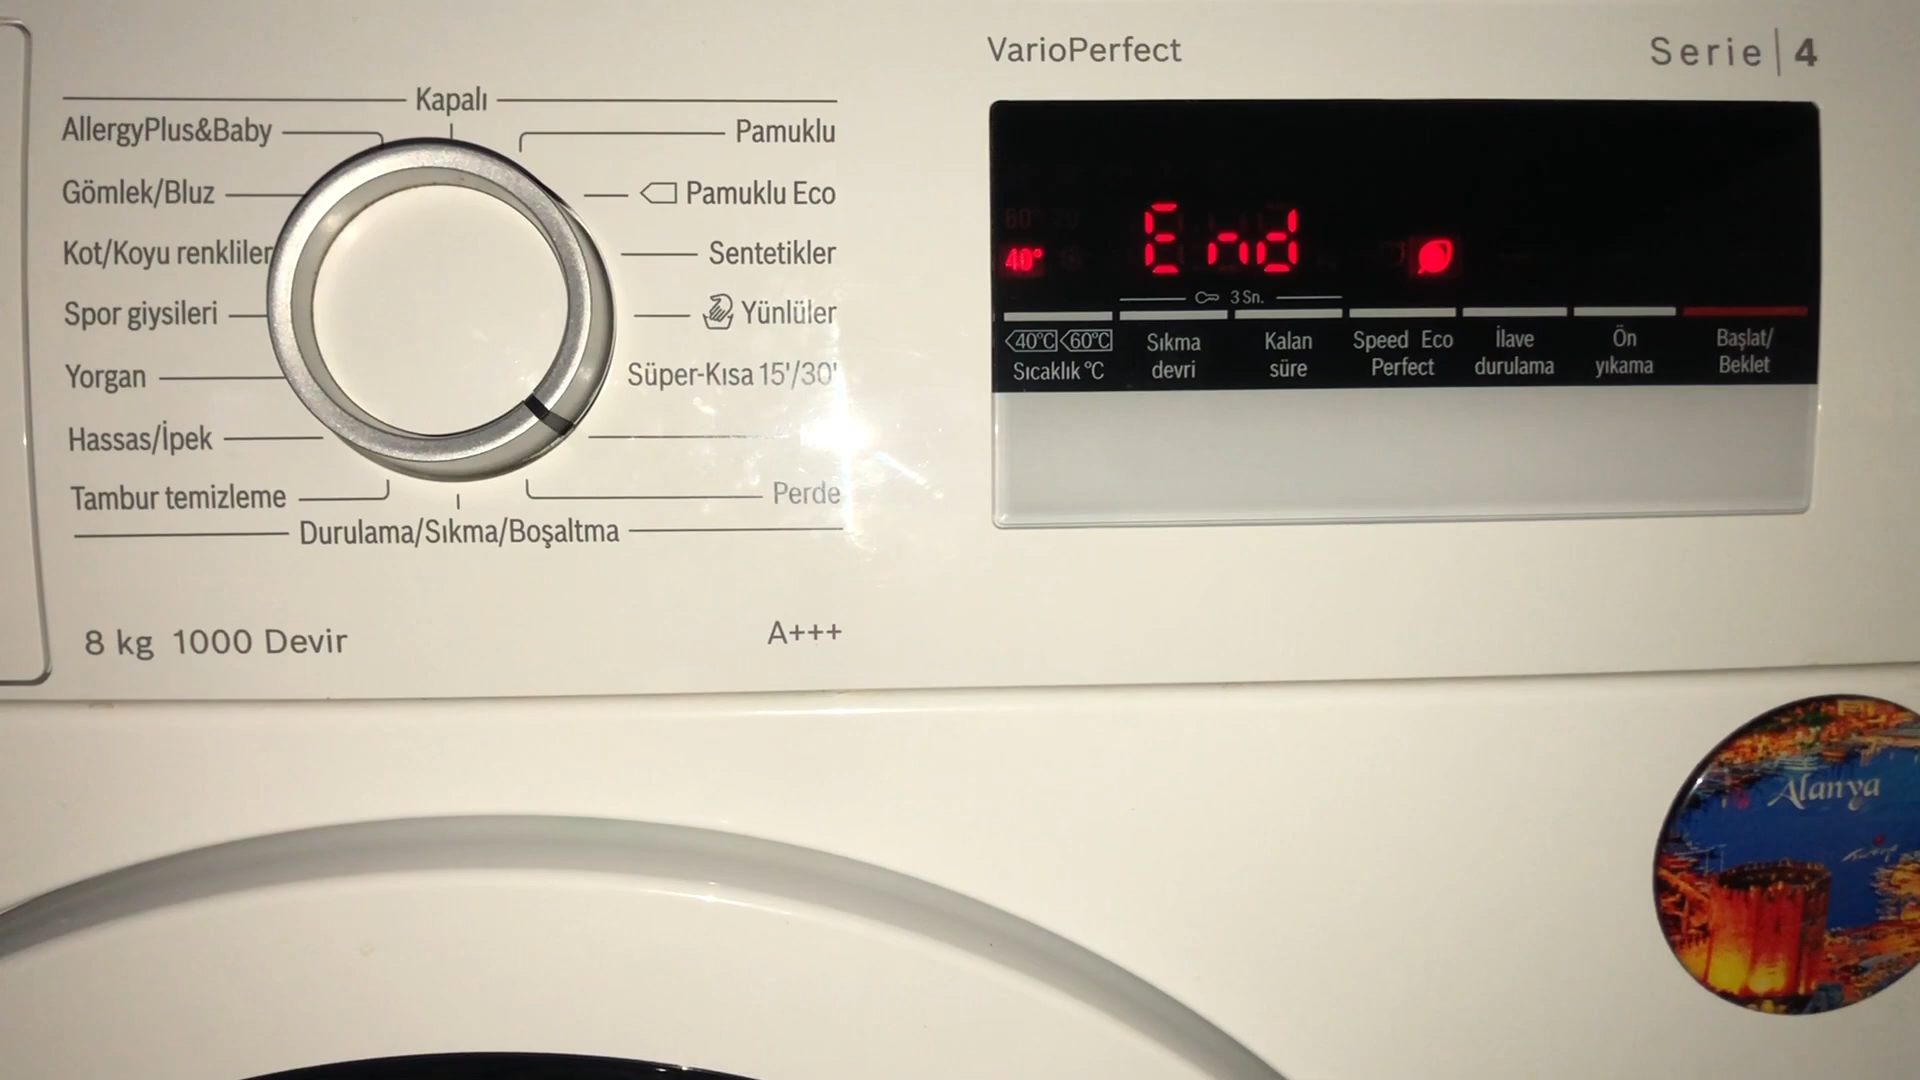 VarioPerfect
Serie | 4
Kapalı
AllergyPlus&Baby
Gömlek/Bluz
Kot/Koyu renkliler
Spor giysileri
Yorgan
Hassas/İpek
Tambur temizleme
Durulama/Sıkma/Boşaltma
Pamuklu
Pamuklu Eco
Sentetikler
Yünlüler
Süper-Kısa 15'/30'
Perde
8 kg 1000 Devir
A+++
60°
40°
End
3 Sn.
40°C 60°C
Sıcaklık °C
Sıkma
devri
Kalan
süre
Speed Eco
Perfect
İlave
durulama
Ön
yıkama
Başlat/
Beklet
Alanya